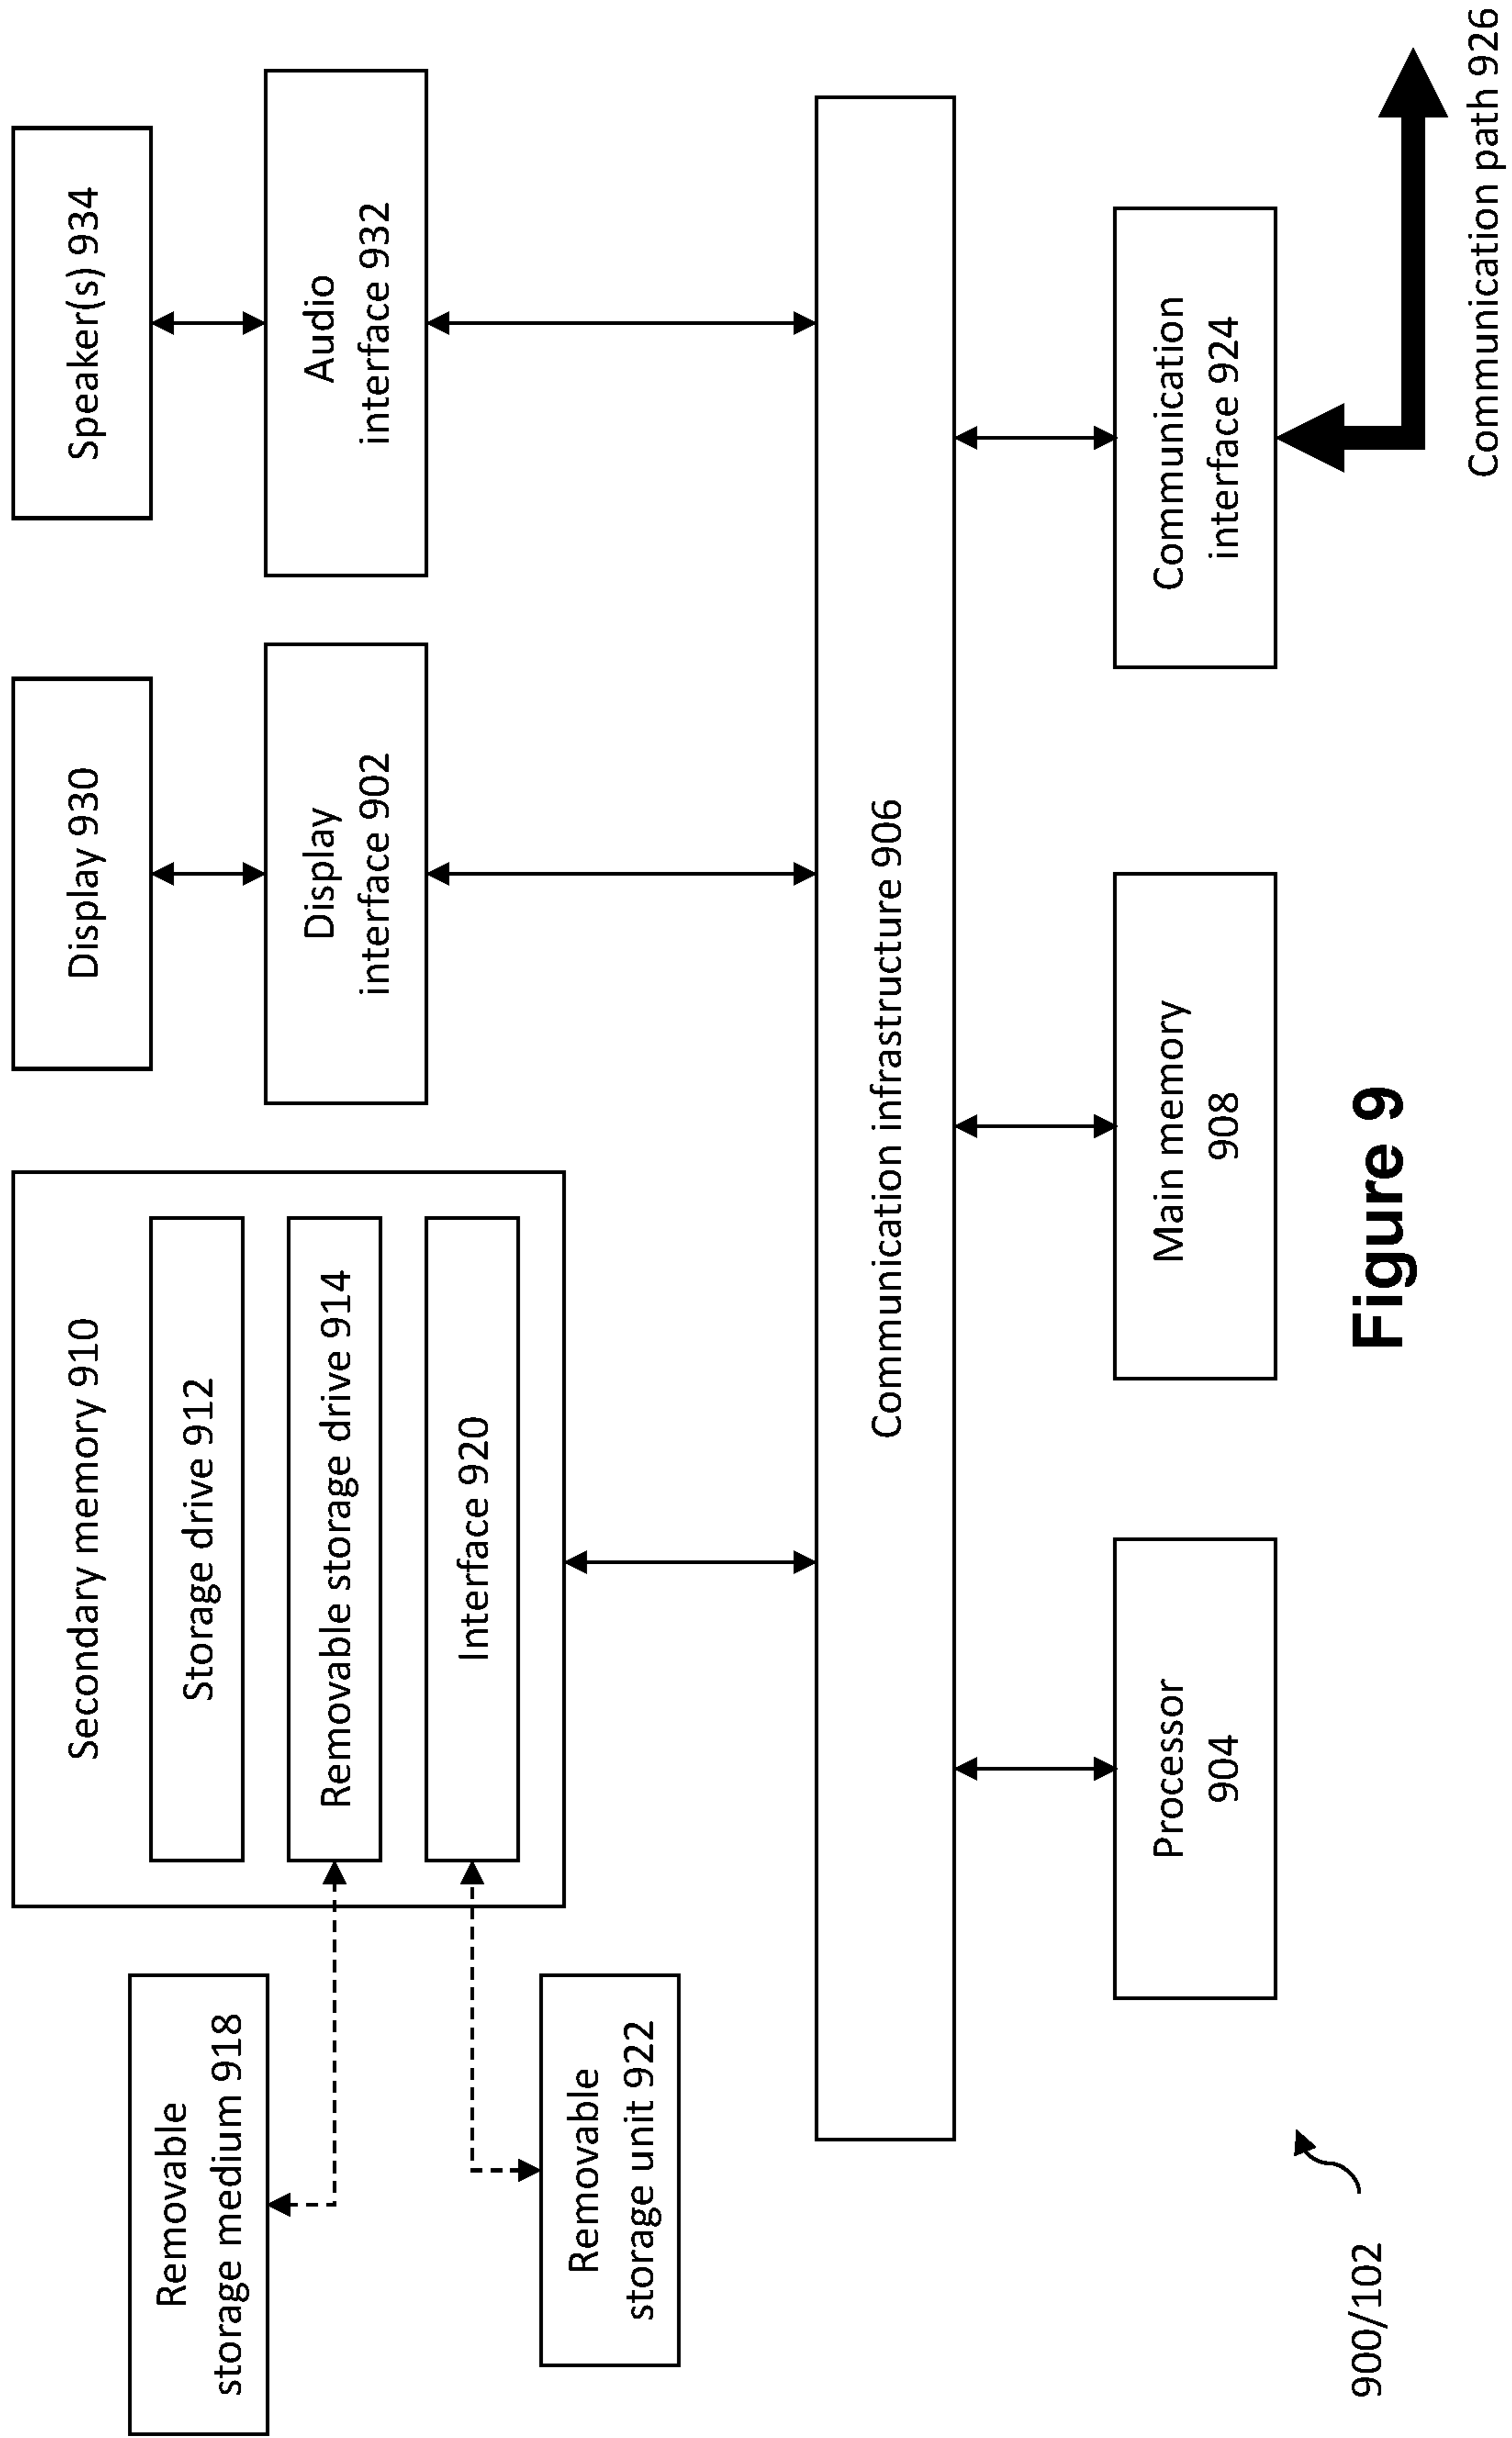 Removable
storage medium 918
Removable
storage unit 922
Secondary memory 910
Storage drive 912
Removable storage drive 914
Interface 920
Display 930
Display
interface 902
Speaker(s) 934
Audio
interface 932
Communication infrastructure 906
Processor
904
Main memory
908
Communication
interface 924
Communication path 926
900/102
Figure 9